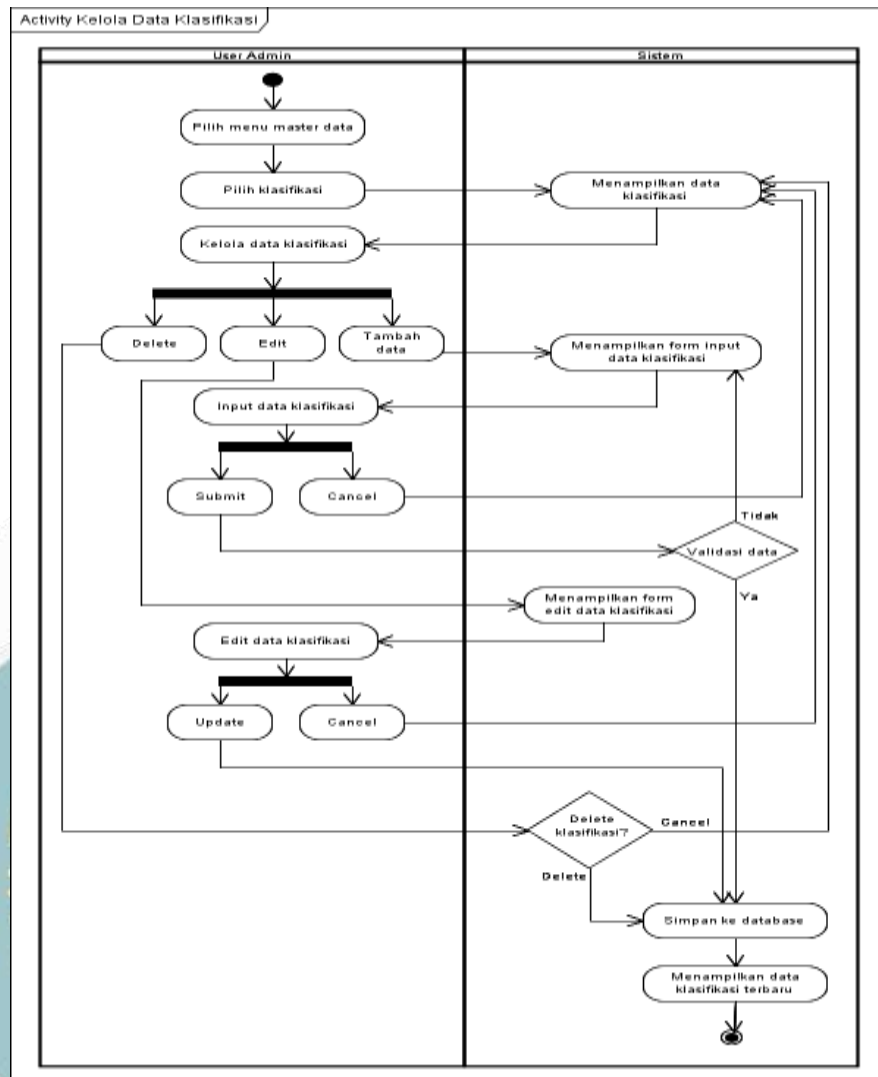 Activity Kelola Data Klasifikasi
User Admin
Sistem
Pilih menu master data
Pilih klasifikasi
Menampilkan data
klasifikasi
Kelola data klasifikasi
Delete
Edit
Tambah
data
Menampilkan form input
data klasifikasi
Input data klasifikasi
Submit
Cancel
Tidak
Validasi data
Ya
Menampilkan form
edit data klasifikasi
Edit data klasifikasi
Update
Cancel
Delete
klasifikasi?
Cancel
Delete
Simpan ke database
Menampilkan data
klasifikasi terbaru